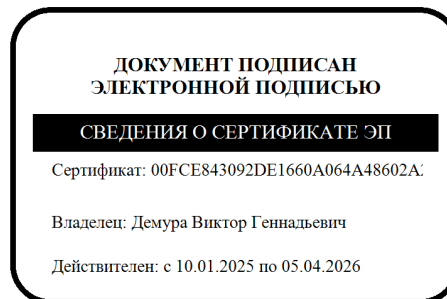 ДОКУМЕНТ ПОДПИСАН
ЭЛЕКТРОННОЙ ПОДПИСЬЮ
СВЕДЕНИЯ О СЕРТИФИКАТЕ ЭП
Сертификат: 00FCE843092DE1660A064A48602A
Владелец: Демура Виктор Геннадьевич
Действителен: с 10.01.2025 по 05.04.2026